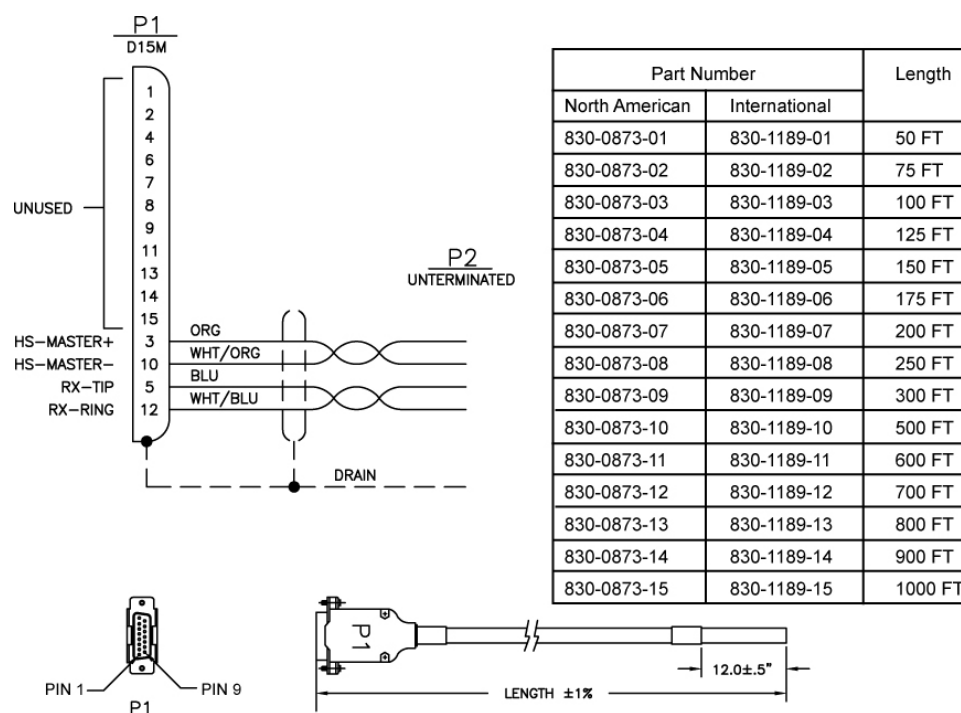 P1
D15M
1
2
4
6
7
UNUSED 8
9
11
13
14
15
HS-MASTER+ 3 ORG
HS-MASTER- 10 WHT/ORG
RX-TIP 5 BLU
RX-RING 12 WHT/BLU
DRAIN
P2
UNTERMINATED
Part Number Length
North American International
830-0873-01 830-1189-01 50 FT
830-0873-02 830-1189-02 75 FT
830-0873-03 830-1189-03 100 FT
830-0873-04 830-1189-04 125 FT
830-0873-05 830-1189-05 150 FT
830-0873-06 830-1189-06 175 FT
830-0873-07 830-1189-07 200 FT
830-0873-08 830-1189-08 250 FT
830-0873-09 830-1189-09 300 FT
830-0873-10 830-1189-10 500 FT
830-0873-11 830-1189-11 600 FT
830-0873-12 830-1189-12 700 FT
830-0873-13 830-1189-13 800 FT
830-0873-14 830-1189-14 900 FT
830-0873-15 830-1189-15 1000 FT
PIN 1 PIN 9
P1
P1
12.0±.5"
LENGTH ±1%